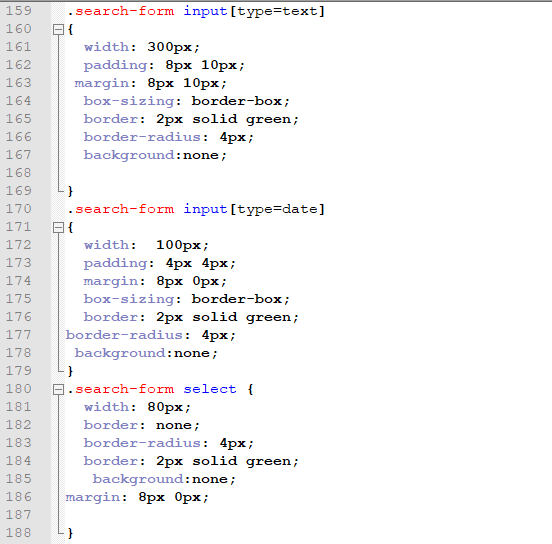 159 .search-form input[type=text]
160 {
161 width: 300px;
162 padding: 8px 10px;
163 margin: 8px 10px;
164 box-sizing: border-box;
165 border: 2px solid green;
166 border-radius: 4px;
167 background:none;
168
169 }
170 .search-form input[type=date]
171 {
172 width:  100px;
173 padding: 4px 4px;
174 margin: 8px 0px;
175 box-sizing: border-box;
176 border: 2px solid green;
177 border-radius: 4px;
178 background:none;
179 }
180 .search-form select {
181 width: 80px;
182 border: none;
183 border-radius: 4px;
184 border: 2px solid green;
185 background:none;
186 margin: 8px 0px;
187
188 }